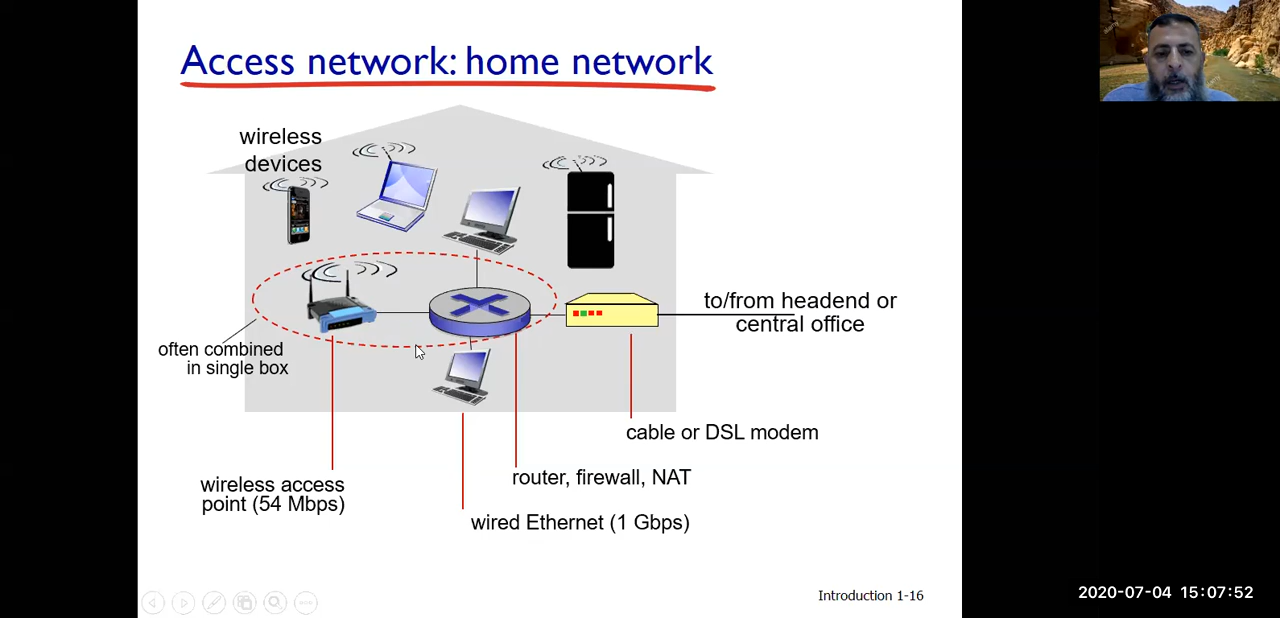 Access network: home network
wireless
devices
to/from headend or
central office
often combined
in single box
cable or DSL modem
wireless access
point (54 Mbps)
router, firewall, NAT
wired Ethernet (1 Gbps)
Introduction 1-16
2020-07-04 15:07:52